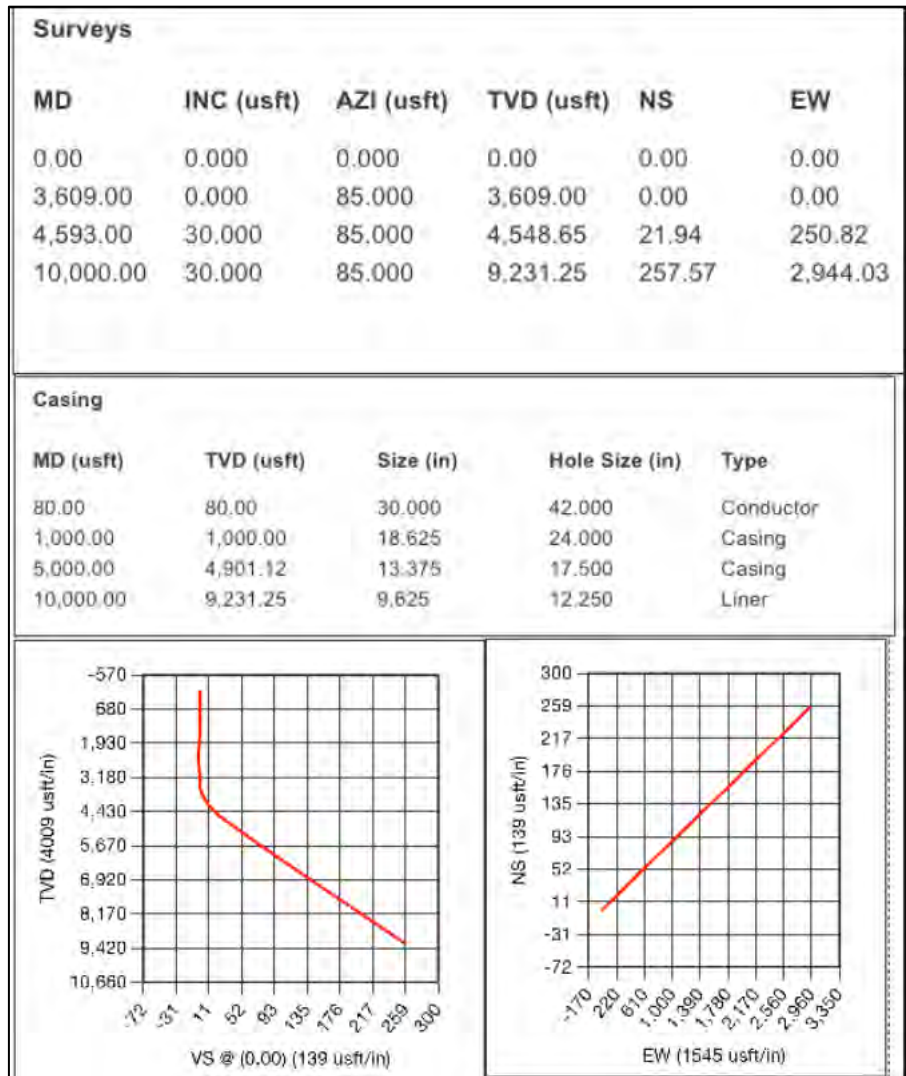 Surveys
MD INC (usft) AZI (usft) TVD (usft) NS EW
0.00 0.000 0.000 0.00 0.00 0.00
3,609.00 0.000 85.000 3,609.00 0.00 0.00
4,593.00 30.000 85.000 4,548.65 21.94 250.82
10,000.00 30.000 85.000 9,231.25 257.57 2,944.03
Casing
MD (usft) TVD (usft) Size (in) Hole Size (in) Type
80.00 80.00 30.000 42.000 Conductor
1,000.00 1,000.00 18.625 24.000 Casing
5,000.00 4,901.12 13.375 17.500 Casing
10,000.00 9,231.25 9.625 12.250 Liner
TVD (4009 usft/in)
-570
680
1,930
3,180
4,430
5,670
6,920
8,170
9,420
10,660
-72 -31 11 52 93 135 176 217 259 300
VS @ (0.00) (139 usft/in)
NS (139 usft/in)
300
259
217
176
135
93
52
11
-31
-72
-170 220 610 1,000 1,390 1,780 2,170 2,560 2,960 3,350
EW (1545 usft/in)